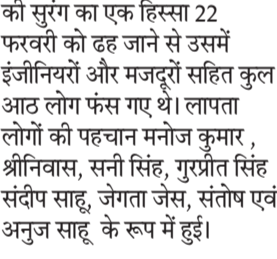 की सुरंग का एक हिस्सा 22
फरवरी को ढह जाने से उसमें
इंजीनियरों और मजदूरों सहित कुल
आठ लोग फंस गए थे। लापता
लोगों की पहचान मनोज कुमार ,
श्रीनिवास, सनी सिंह, गुरप्रीत सिंह
संदीप साहू, जेगता जेस, संतोष एवं
अनुज साहू के रूप में हुई।